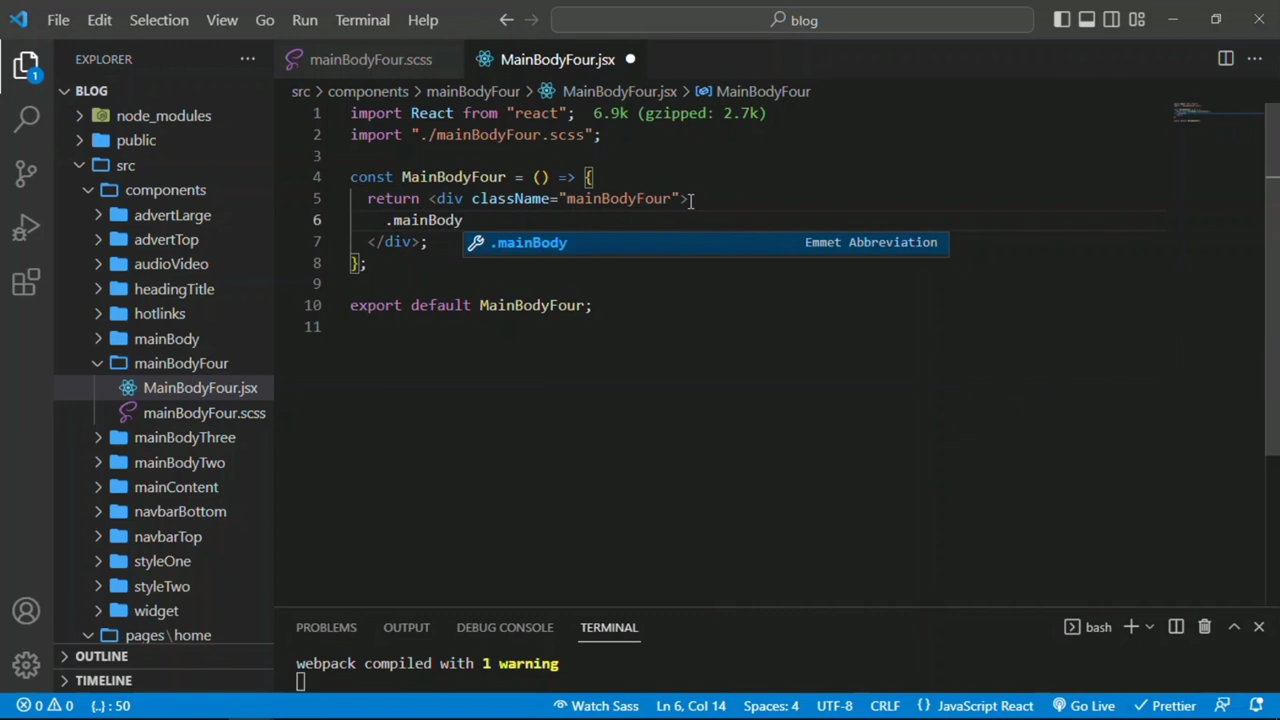 File Edit Selection View Go Run Terminal Help blog
EXPLORER
1
BLOG
node_modules
public
src
components
advertLarge
advertTop
audioVideo
headingTitle
hotlinks
mainBody
mainBodyFour
MainBodyFour.jsx
mainBodyFour.scss
mainBodyThree
mainBodyTwo
mainContent
navbarBottom
navbarTop
styleOne
styleTwo
widget
pages\home
OUTLINE
TIMELINE
mainBodyFour.scss MainBodyFour.jsx
src > components > mainBodyFour > MainBodyFour.jsx > MainBodyFour
1 import React from "react"; 6.9k (gzipped: 2.7k)
2 import "./mainBodyFour.scss";
3
4 const MainBodyFour = () => {
5 return <div className="mainBodyFour">
6 .mainBody
.mainBody Emmet Abbreviation
7 </div>;
8 };
9
10 export default MainBodyFour;
11
PROBLEMS OUTPUT DEBUG CONSOLE TERMINAL bash
webpack compiled with 1 warning
0 0 {..} : 50 Watch Sass Ln 6, Col 14 Spaces: 4 UTF-8 CRLF { } JavaScript React Go Live Prettier